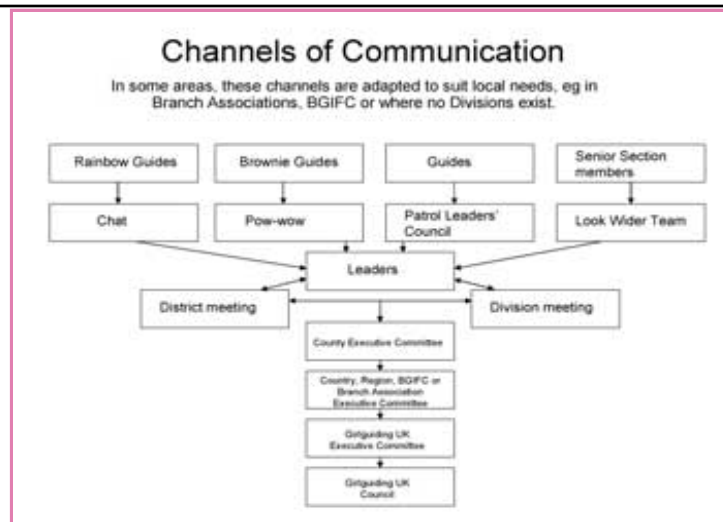 Channels of Communication
In some areas, these channels are adapted to suit local needs, eg in
Branch Associations, BGIFC or where no Divisions exist.
Rainbow Guides
Brownie Guides
Guides
Senior Section
members
Chat
Pow-wow
Patrol Leaders'
Council
Look Wider Team
Leaders
District meeting
Division meeting
County Executive Committee
Country, Region, BGIFC or
Branch Association
Executive Committee
Girlguiding UK
Executive Committee
Girlguiding UK
Council